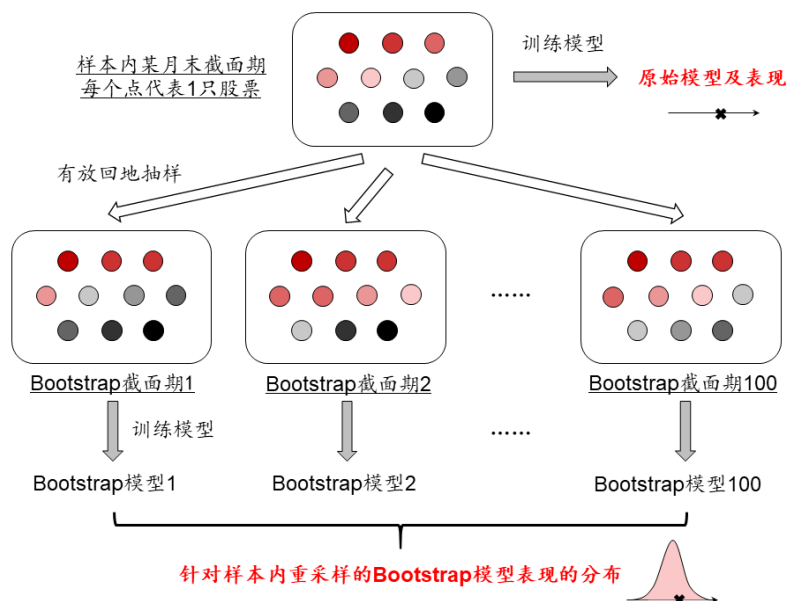 样本内某月末截面期
每个点代表1只股票
训练模型
原始模型及表现
有放回地抽样
……
Bootstrap截面期1
Bootstrap截面期2
Bootstrap截面期100
训练模型
……
Bootstrap模型1
Bootstrap模型2
Bootstrap模型100
针对样本内重采样的Bootstrap模型表现的分布